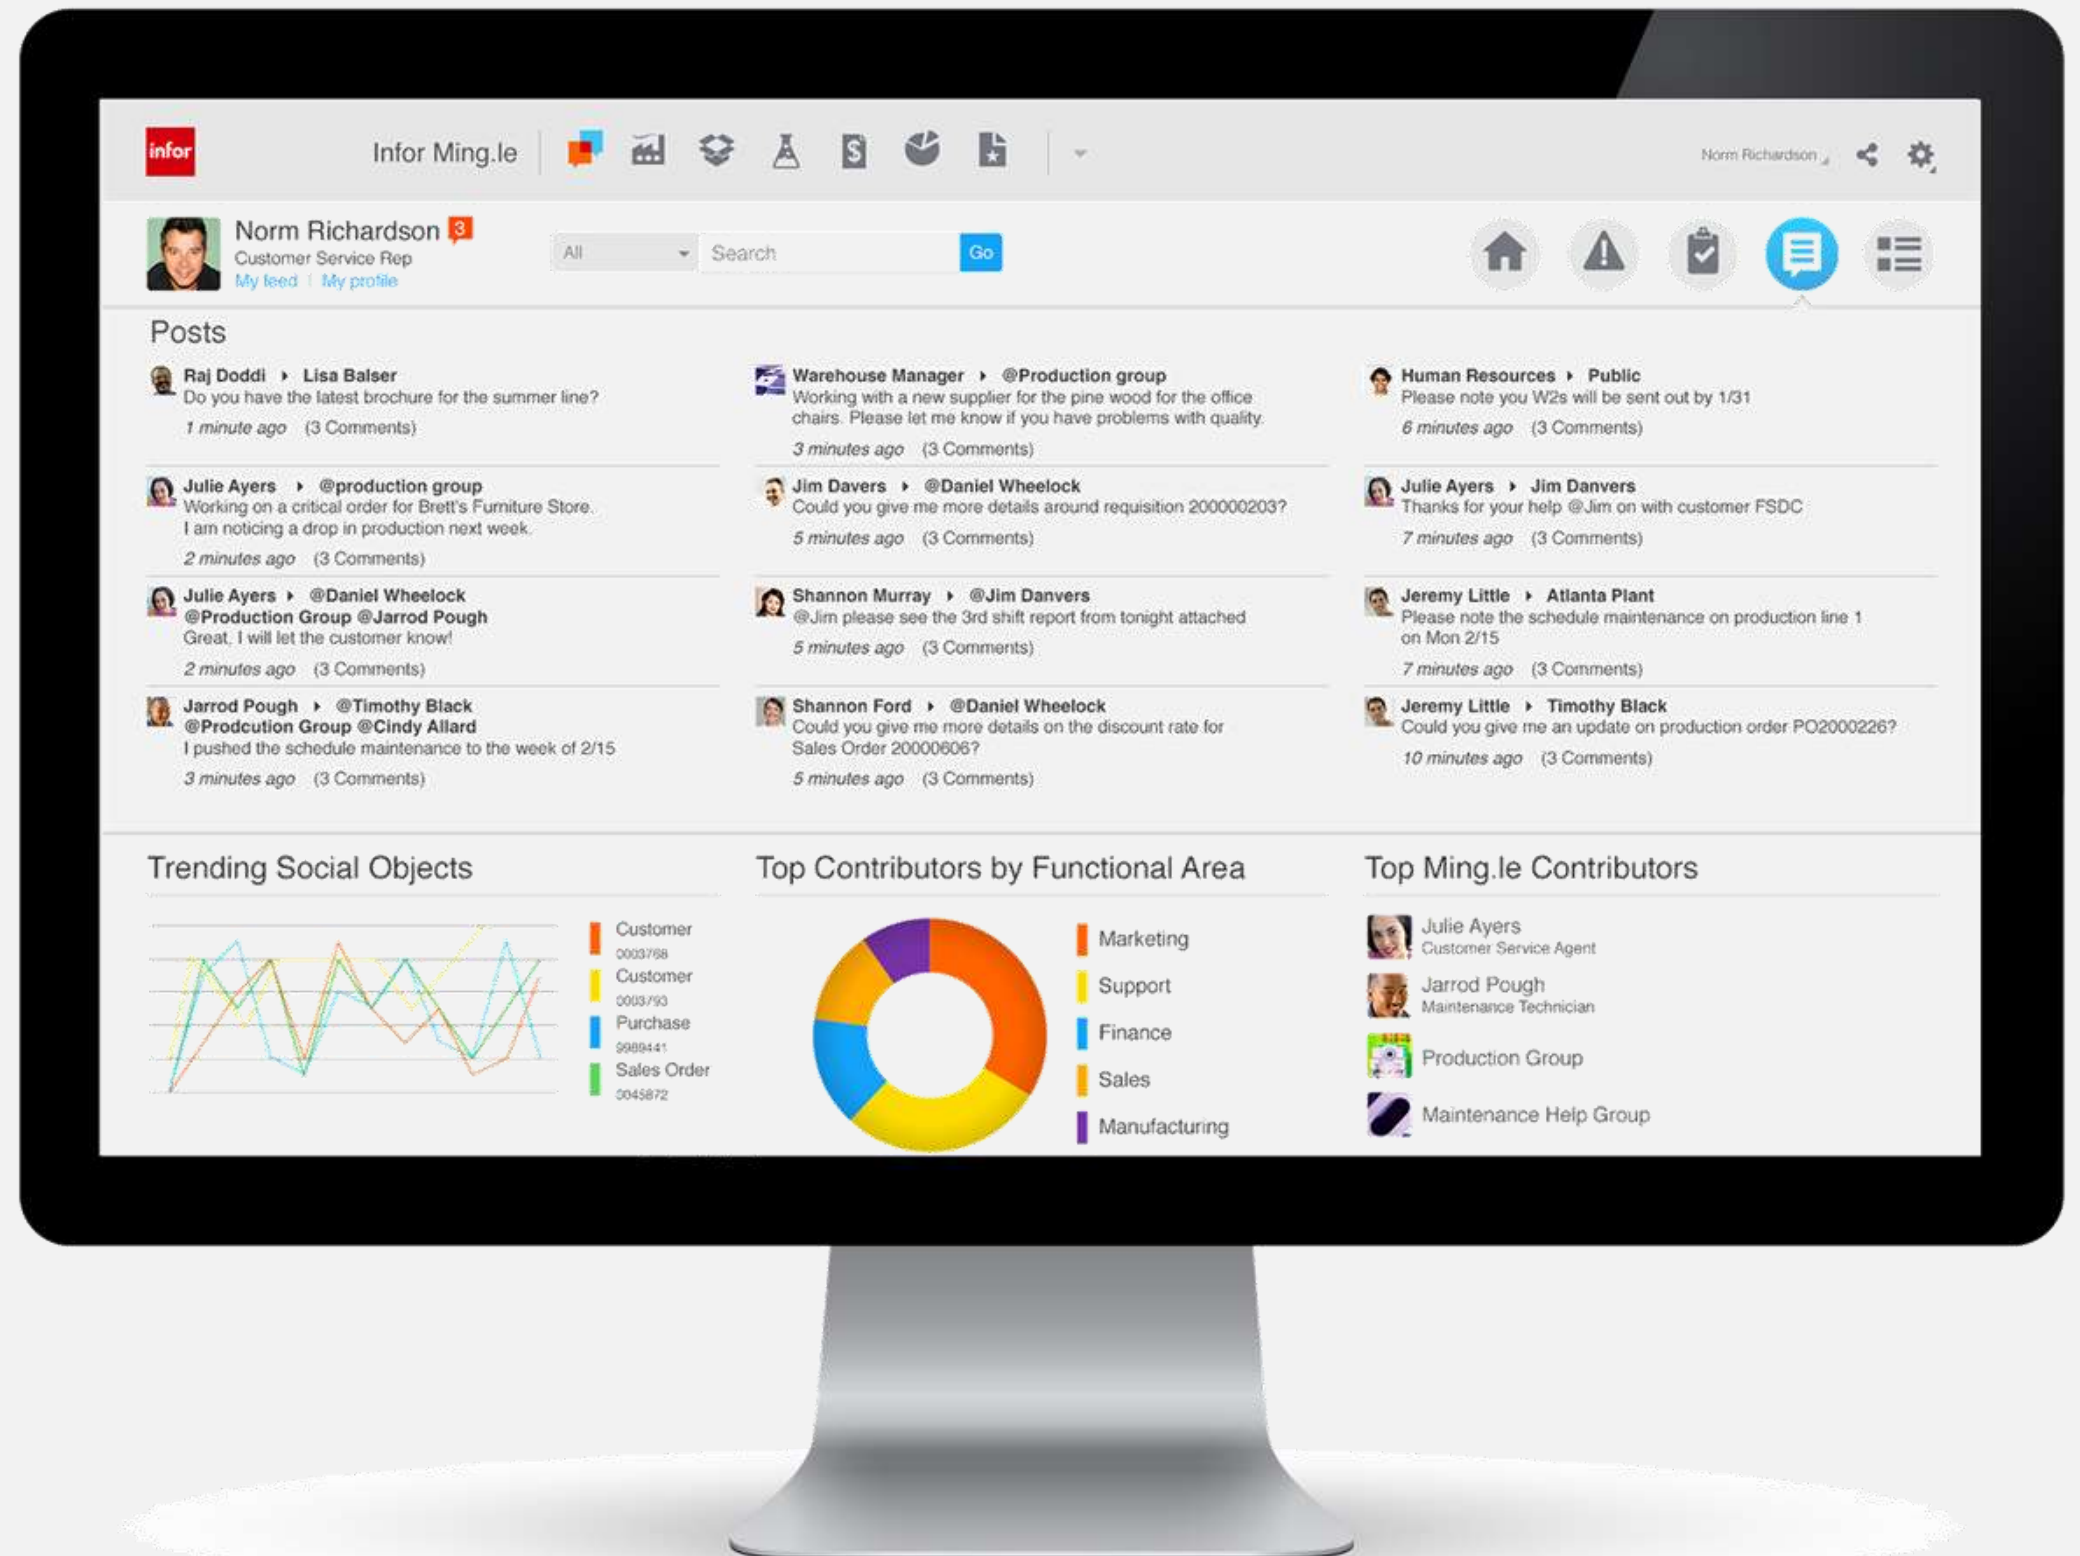 infor
Infor Ming.le
Norm Richardson
Norm Richardson 3
Customer Service Rep
My feed | My profile
All
Search
Go
Posts
Raj Doddi ▸ Lisa Balser
Do you have the latest brochure for the summer line?
1 minute ago (3 Comments)
Julie Ayers ▸ @production group
Working on a critical order for Brett's Furniture Store.
I am noticing a drop in production next week.
2 minutes ago (3 Comments)
Julie Ayers ▸ @Daniel Wheelock
@Production Group @Jarrod Pough
Great, I will let the customer know!
2 minutes ago (3 Comments)
Jarrod Pough ▸ @Timothy Black
@Prodcution Group @Cindy Allard
I pushed the schedule maintenance to the week of 2/15
3 minutes ago (3 Comments)
Warehouse Manager ▸ @Production group
Working with a new supplier for the pine wood for the office
chairs. Please let me know if you have problems with quality.
3 minutes ago (3 Comments)
Jim Davers ▸ @Daniel Wheelock
Could you give me more details around requisition 200000203?
5 minutes ago (3 Comments)
Shannon Murray ▸ @Jim Danvers
@Jim please see the 3rd shift report from tonight attached
5 minutes ago (3 Comments)
Shannon Ford ▸ @Daniel Wheelock
Could you give me more details on the discount rate for
Sales Order 20000606?
5 minutes ago (3 Comments)
Human Resources ▸ Public
Please note you W2s will be sent out by 1/31
6 minutes ago (3 Comments)
Julie Ayers ▸ Jim Danvers
Thanks for your help @Jim on with customer FSDC
7 minutes ago (3 Comments)
Jeremy Little ▸ Atlanta Plant
Please note the schedule maintenance on production line 1
on Mon 2/15
7 minutes ago (3 Comments)
Jeremy Little ▸ Timothy Black
Could you give me an update on production order PO2000226?
10 minutes ago (3 Comments)
Trending Social Objects
Customer
0003768
Customer
0003793
Purchase
9989441
Sales Order
0045872
Top Contributors by Functional Area
Marketing
Support
Finance
Sales
Manufacturing
Top Ming.le Contributors
Julie Ayers
Customer Service Agent
Jarrod Pough
Maintenance Technician
Production Group
Maintenance Help Group